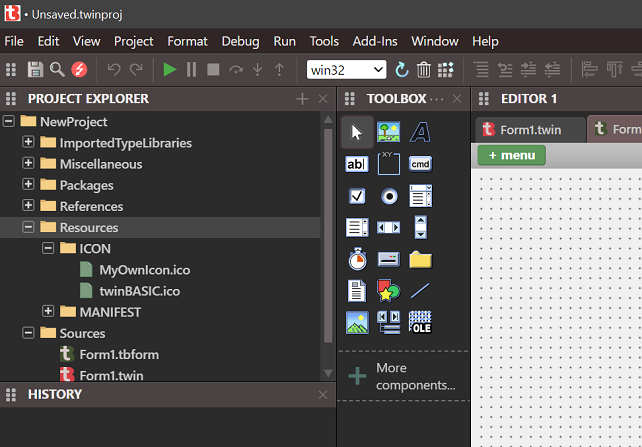 • Unsaved.twinproj
File Edit View Project Format Debug Run Tools Add-Ins Window Help
win32
PROJECT EXPLORER
TOOLBOX
EDITOR 1
NewProject
ImportedTypeLibraries
Miscellaneous
Packages
References
Resources
ICON
MyOwnIcon.ico
twinBASIC.ico
MANIFEST
Sources
Form1.tbform
Form1.twin
HISTORY
A
abl
XY
cmd
OLE
More
components...
Form1.twin
Form
+ menu